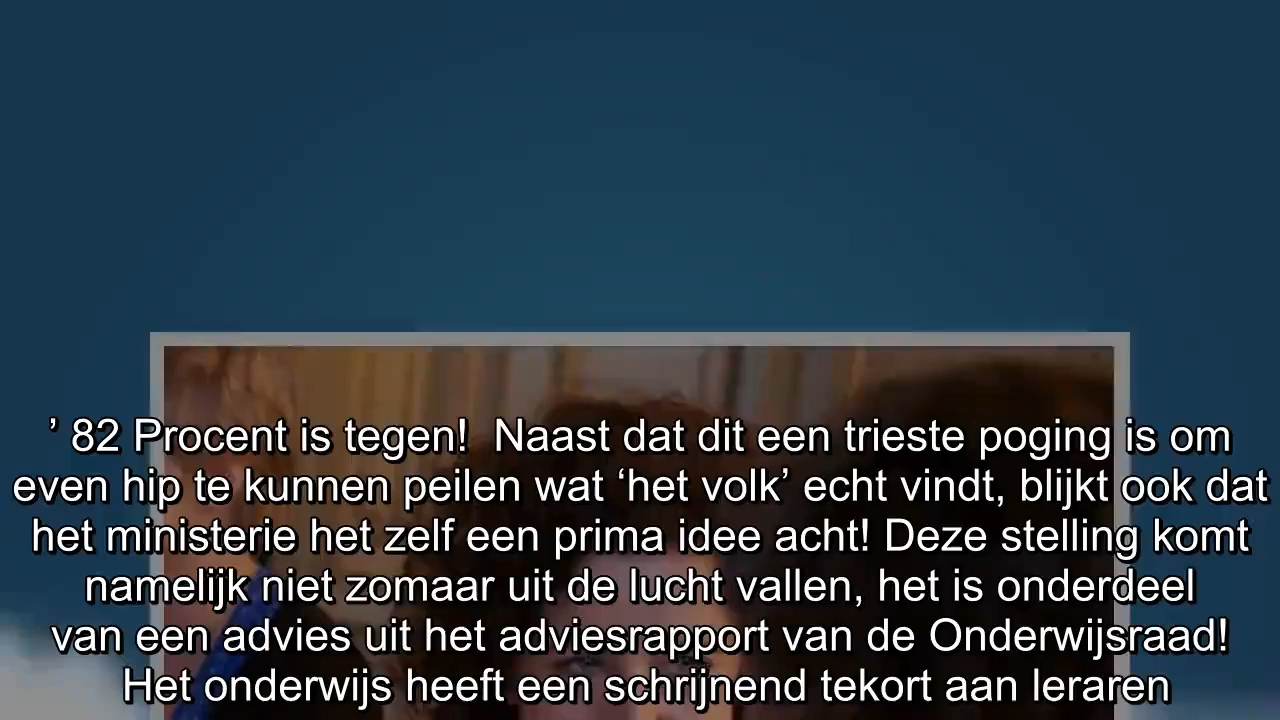 ’ 82 Procent is tegen!  Naast dat dit een trieste poging is om
even hip te kunnen peilen wat ‘het volk’ echt vindt, blijkt ook dat
het ministerie het zelf een prima idee acht! Deze stelling komt
namelijk niet zomaar uit de lucht vallen, het is onderdeel
van een advies uit het adviesrapport van de Onderwijsraad!
Het onderwijs heeft een schrijnend tekort aan leraren